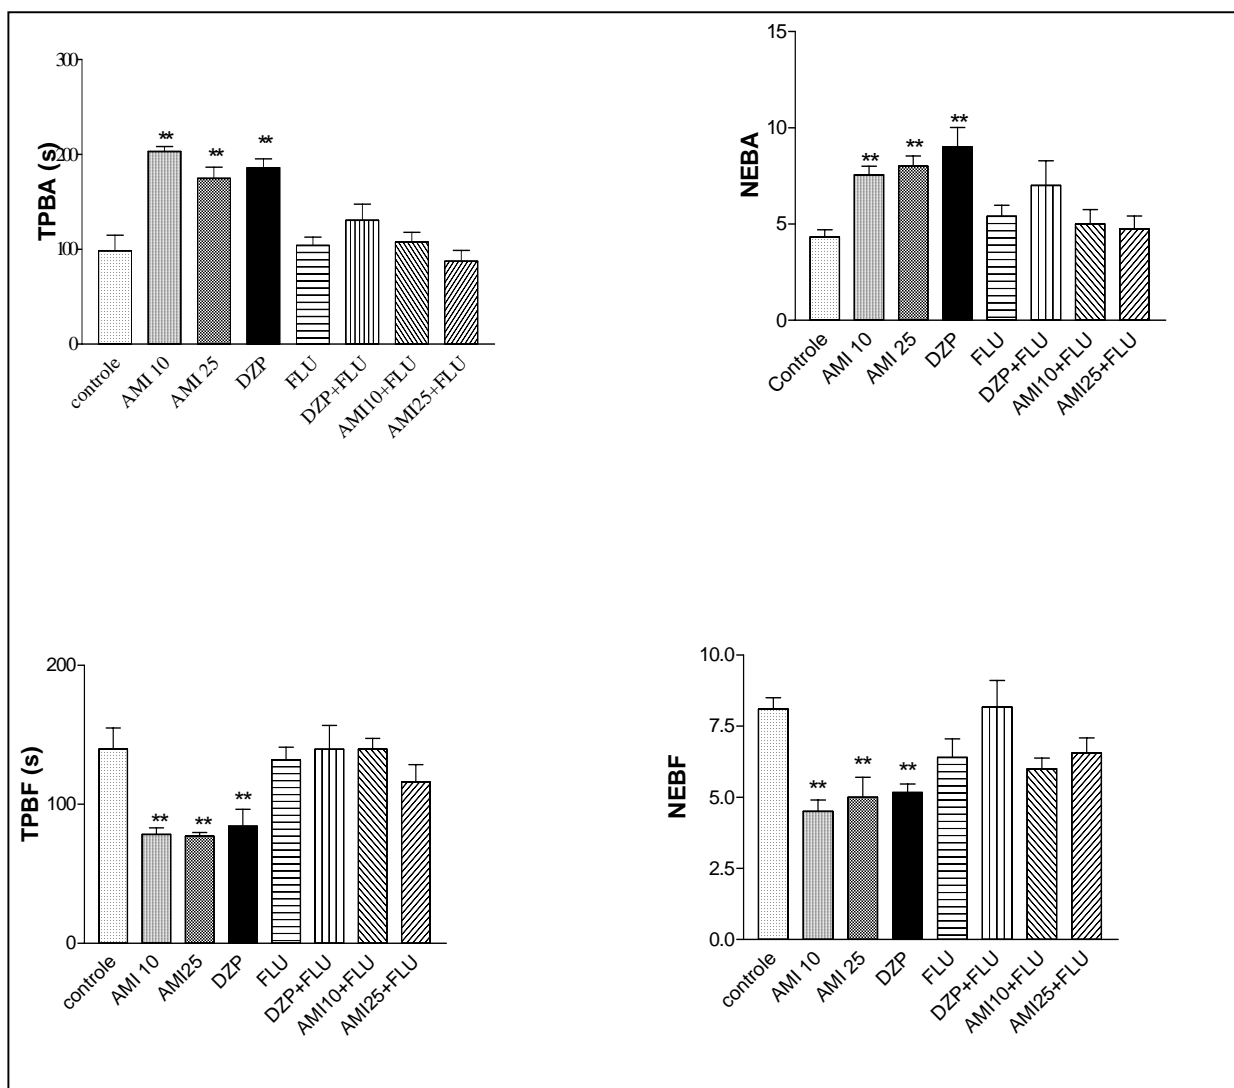 TPBA (s)
300
200
100
0
** ** **
controle AMI 10 AMI 25 DZP FLU DZP+FLU AMI10+FLU AMI25+FLU
NEBA
15
10
5
0
** ** **
Controle AMI 10 AMI 25 DZP FLU DZP+FLU AMI10+FLU AMI25+FLU
TPBF (s)
200
100
0
** ** **
controle AMI 10 AMI25 DZP FLU DZP+FLU AMI10+FLU AMI25+FLU
NEBF
10.0
7.5
5.0
2.5
0.0
** ** **
controle AMI 10 AMI 25 DZP FLU DZP+FLU AMI10+FLU AMI25+FLU